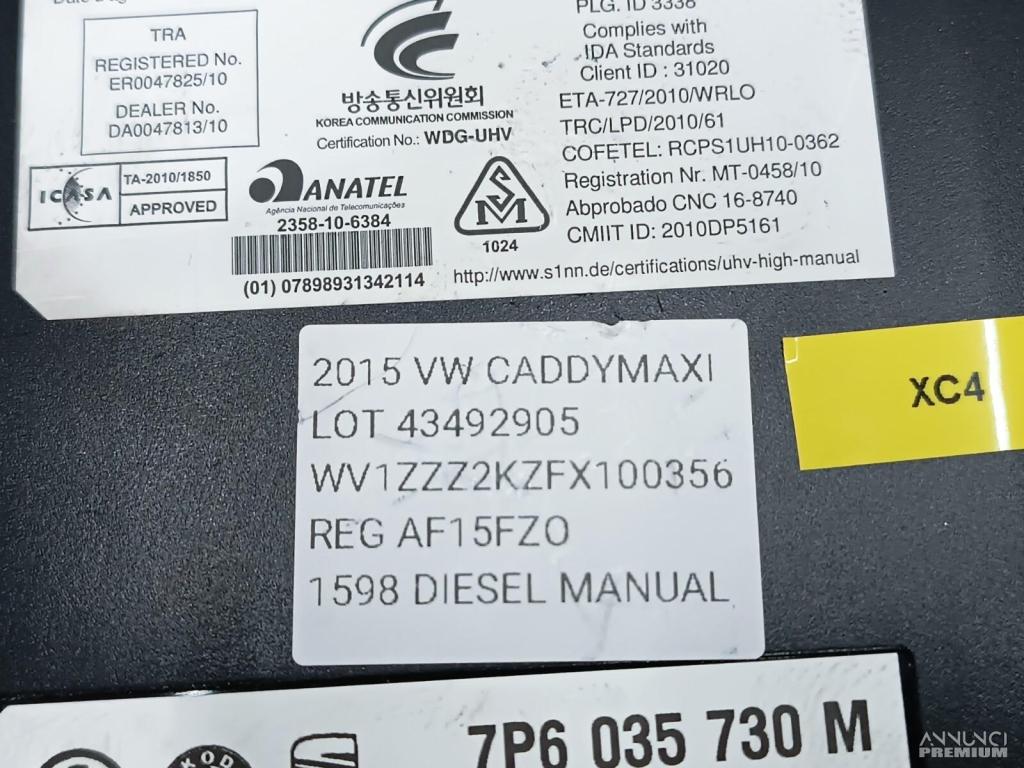 TRA
REGISTERED No.
ER0047825/10
DEALER No.
DA0047813/10
ICASA
TA-2010/1850
APPROVED
방송통신위원회
KOREA COMMUNICATION COMMISSION
Certification No.: WDG-UHV
ANATEL
Agência Nacional de Telecomunicações
2358-10-6384
(01) 07898931342114
1024
PLG. ID 3338
Complies with
IDA Standards
Client ID : 31020
ETA-727/2010/WRLO
TRC/LPD/2010/61
COFETEL: RCPS1UH10-0362
Registration Nr. MT-0458/10
Abprobado CNC 16-8740
CMIIT ID: 2010DP5161
http://www.s1nn.de/certifications/uhv-high-manual
2015 VW CADDYMAXI
LOT 43492905
WV1ZZZ2KZFX100356
REG AF15FZO
1598 DIESEL MANUAL
XC4
7P6 035 730 M
ANNUNCI
PREMIUM